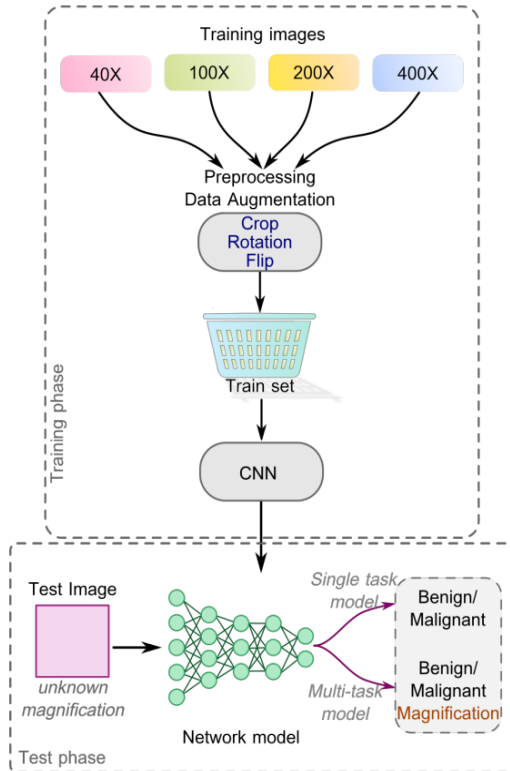 Training images
40X
100X
200X
400X
Preprocessing
Data Augmentation
Crop
Rotation
Flip
Train set
CNN
Training phase
Test Image
unknown
magnification
Network model
Single task
model
Multi-task
model
Benign/
Malignant
Benign/
Malignant
Magnification
Test phase